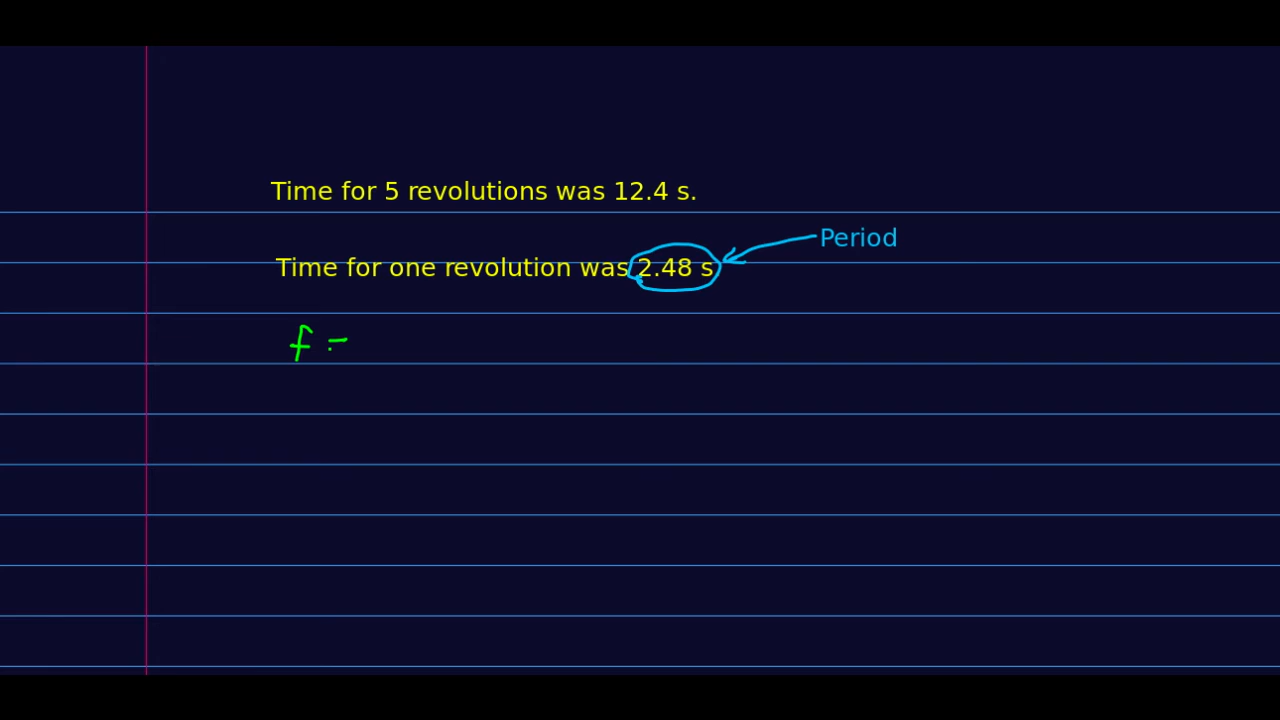 Time for 5 revolutions was 12.4 s.
Period
Time for one revolution was 2.48 s
f =